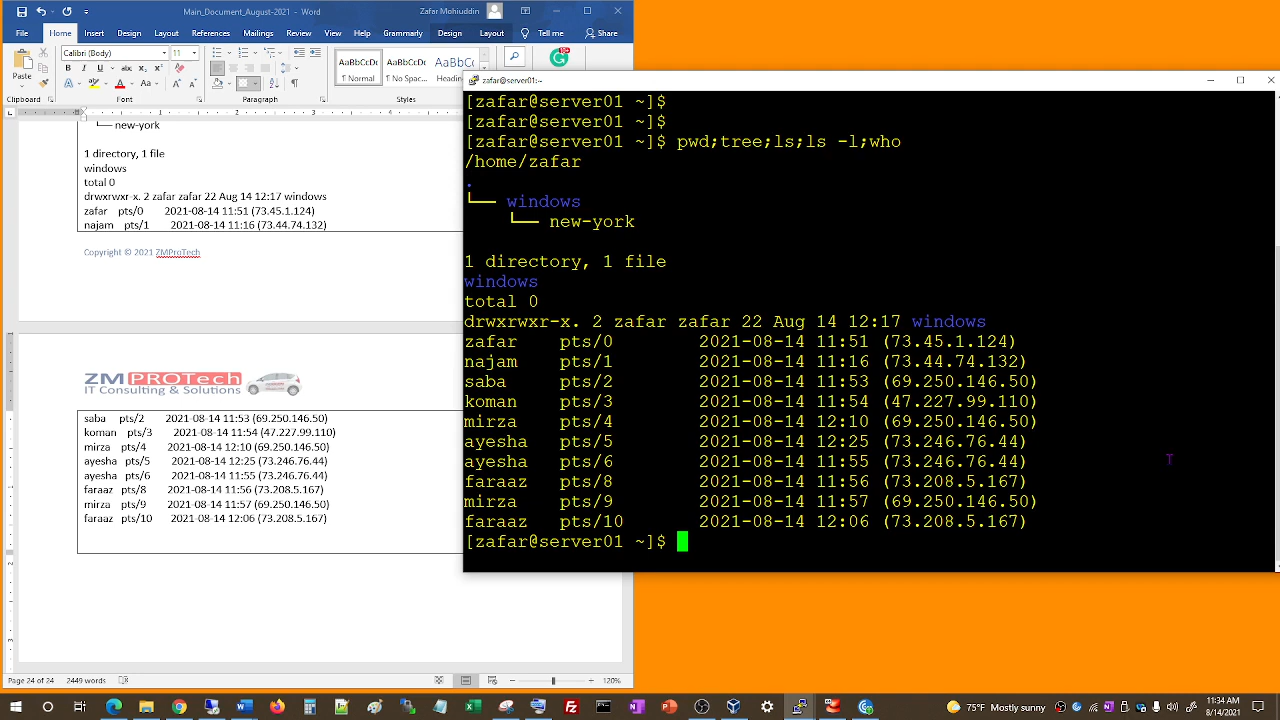 Main_Document_August-2021 - Word
Zafar Mohiuddin
File Home Insert Draw Design Layout References Mailings Review View Help Grammarly Design Layout Tell me Share
Calibri (Body) 11
Paste
Clipboard Font Paragraph Styles
AaBbCcDc AaBbCcDc AaBbC
¶ Normal ¶ No Spac... Heading
└── new-york
1 directory, 1 file
windows
total 0
drwxrwxr-x. 2 zafar zafar 22 Aug 14 12:17 windows
zafar pts/0 2021-08-14 11:51 (73.45.1.124)
najam pts/1 2021-08-14 11:16 (73.44.74.132)
Copyright © 2021 ZMProTech
ZM PROTech
IT Consulting & Solutions
saba pts/2 2021-08-14 11:53 (69.250.146.50)
koman pts/3 2021-08-14 11:54 (47.227.99.110)
mirza pts/4 2021-08-14 12:10 (69.250.146.50)
ayesha pts/5 2021-08-14 12:25 (73.246.76.44)
ayesha pts/6 2021-08-14 11:55 (73.246.76.44)
faraaz pts/8 2021-08-14 11:56 (73.208.5.167)
mirza pts/9 2021-08-14 11:57 (69.250.146.50)
faraaz pts/10 2021-08-14 12:06 (73.208.5.167)
Page 24 of 24 2449 words 120%
zafar@server01:~
[zafar@server01 ~]$
[zafar@server01 ~]$
[zafar@server01 ~]$ pwd;tree;ls;ls -l;who
/home/zafar
.
└── windows
└── new-york
1 directory, 1 file
windows
total 0
drwxrwxr-x. 2 zafar zafar 22 Aug 14 12:17 windows
zafar pts/0 2021-08-14 11:51 (73.45.1.124)
najam pts/1 2021-08-14 11:16 (73.44.74.132)
saba pts/2 2021-08-14 11:53 (69.250.146.50)
koman pts/3 2021-08-14 11:54 (47.227.99.110)
mirza pts/4 2021-08-14 12:10 (69.250.146.50)
ayesha pts/5 2021-08-14 12:25 (73.246.76.44)
ayesha pts/6 2021-08-14 11:55 (73.246.76.44)
faraaz pts/8 2021-08-14 11:56 (73.208.5.167)
mirza pts/9 2021-08-14 11:57 (69.250.146.50)
faraaz pts/10 2021-08-14 12:06 (73.208.5.167)
[zafar@server01 ~]$
75°F Mostly sunny
11:34 AM
8/14/2021